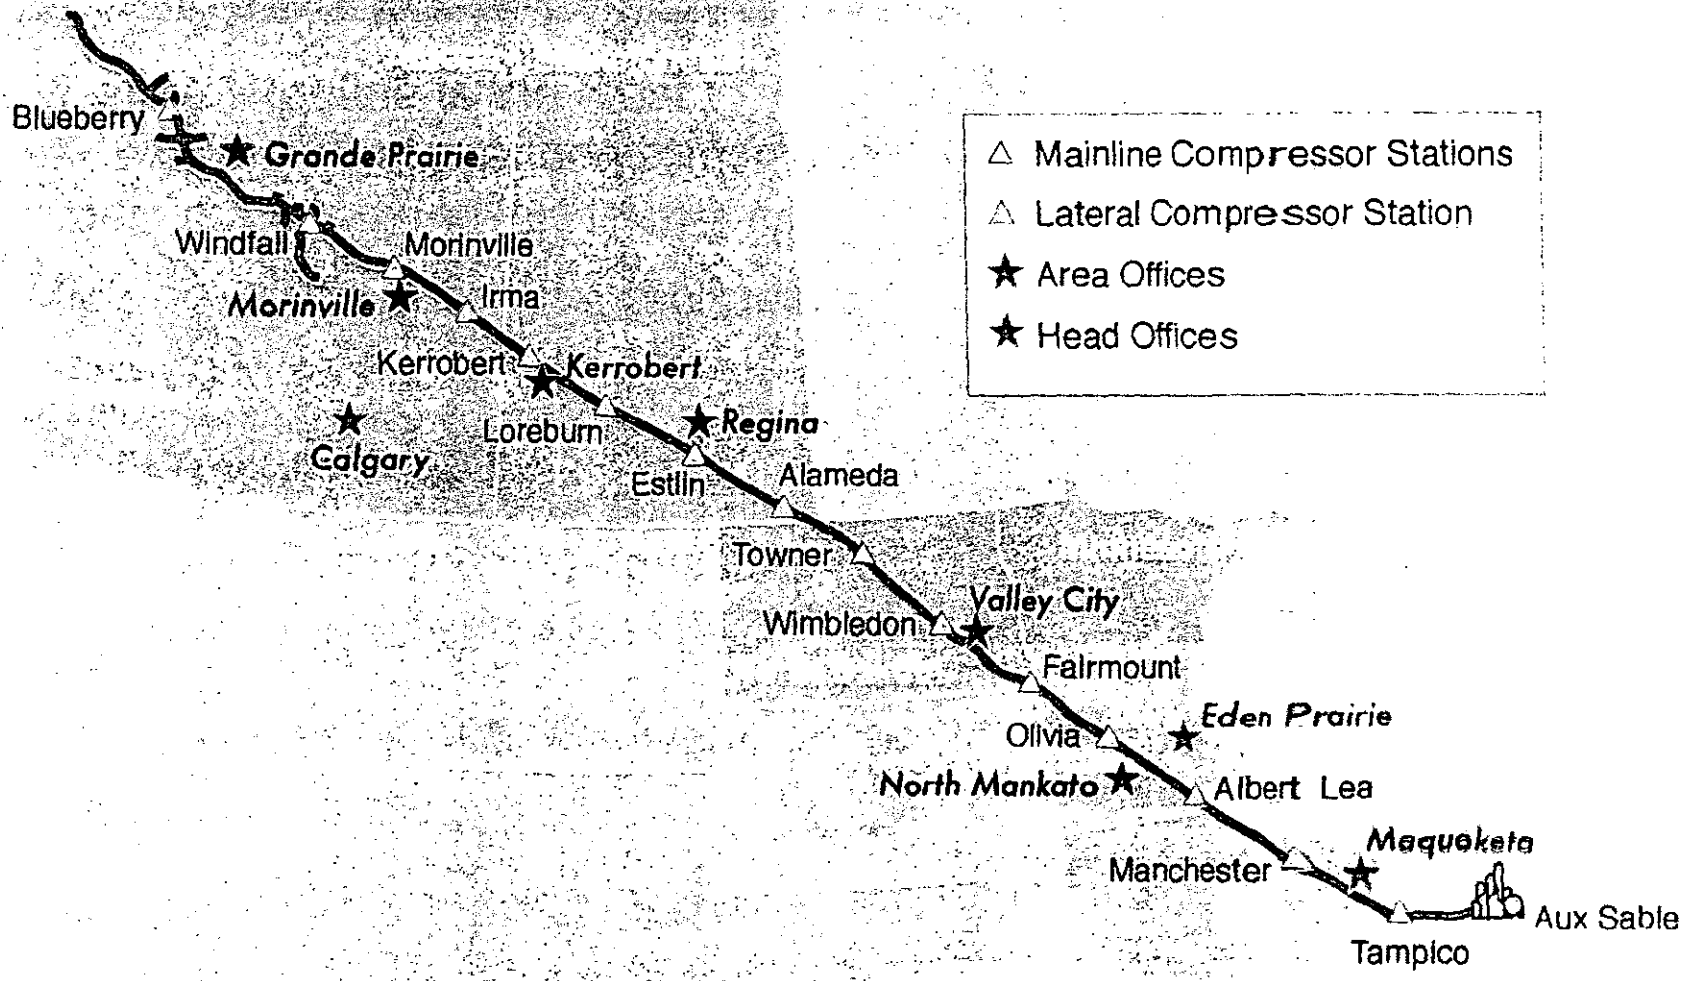 Blueberry
Grande Prairie
Windfall
Morinville
Morinville
Irma
Kerrobert
Kerrobert
Calgary
Loreburn
Regina
Estlin
Alameda
Towner
Valley City
Wimbledon
Fairmount
Eden Prairie
Olivia
North Mankato
Albert Lea
Maquoketa
Manchester
Aux Sable
Tampico
Mainline Compressor Stations
Lateral Compressor Station
Area Offices
Head Offices